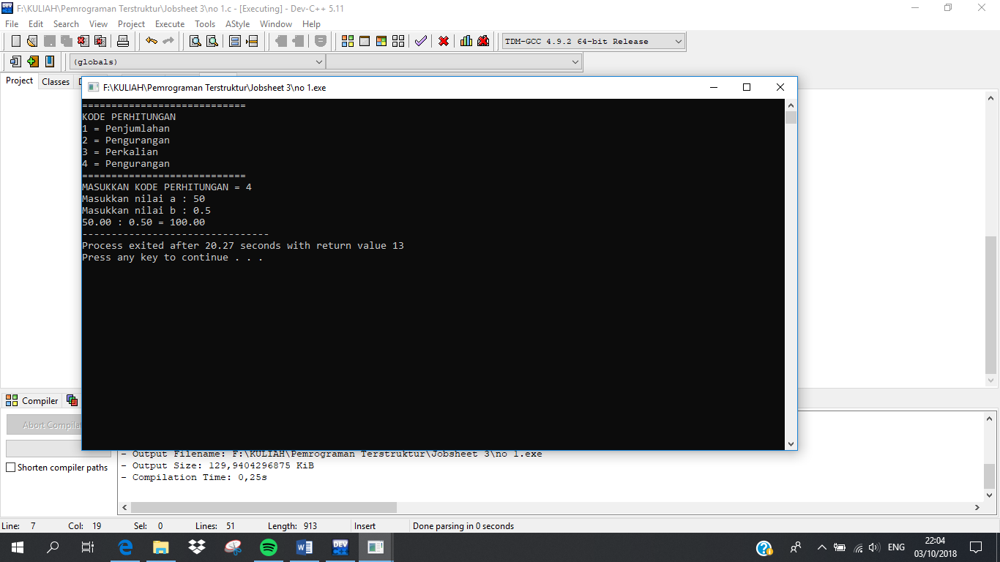 F:\KULIAH\Pemrograman Terstruktur\Jobsheet 3\no 1.c - [Executing] - Dev-C++ 5.11
File Edit Search View Project Execute Tools AStyle Window Help
TDM-GCC 4.9.2 64-bit Release
(globals)
Project Classes
F:\KULIAH\Pemrograman Terstruktur\Jobsheet 3\no 1.exe
============================
KODE PERHITUNGAN
1 = Penjumlahan
2 = Pengurangan
3 = Perkalian
4 = Pengurangan
============================
MASUKKAN KODE PERHITUNGAN = 4
Masukkan nilai a : 50
Masukkan nilai b : 0.5
50.00 : 0.50 = 100.00
--------------------------------
Process exited after 20.27 seconds with return value 13
Press any key to continue . . .
Compiler
Abort Compila
Shorten compiler paths
- Output Filename: F:\KULIAH\Pemrograman Terstruktur\Jobsheet 3\no 1.exe
- Output Size: 129,9404296875 KiB
- Compilation Time: 0,25s
Line: 7 Col: 19 Sel: 0 Lines: 51 Length: 913 Insert Done parsing in 0 seconds
DEV
ENG
22:04
03/10/2018